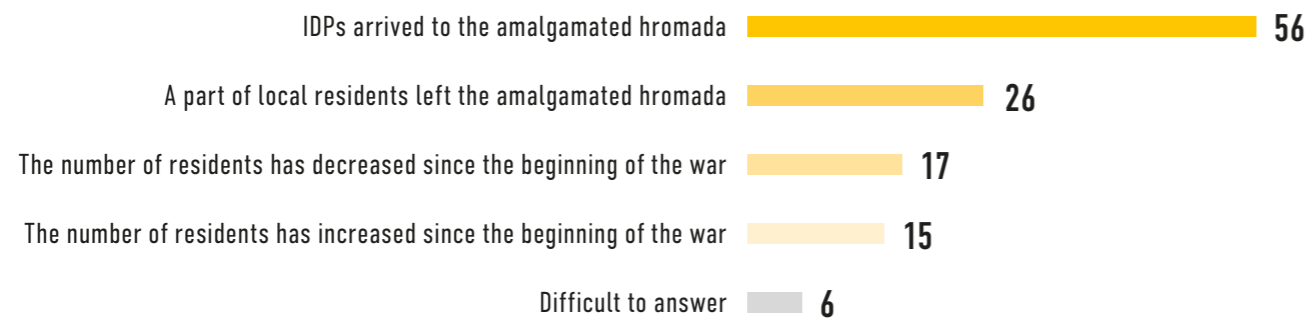 IDPs arrived to the amalgamated hromada 56
A part of local residents left the amalgamated hromada 26
The number of residents has decreased since the beginning of the war 17
The number of residents has increased since the beginning of the war 15
Difficult to answer 6